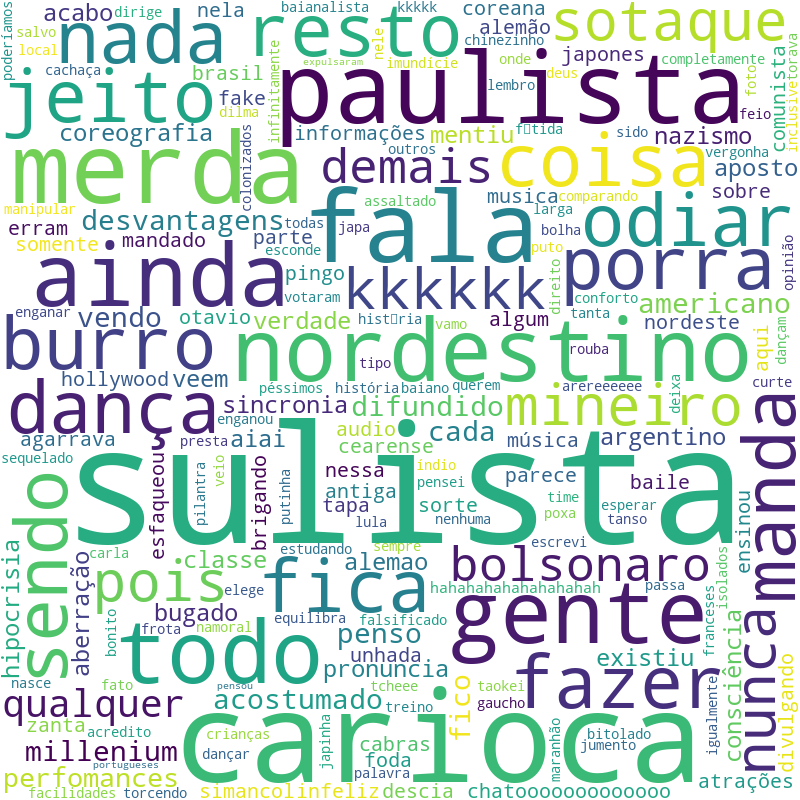 poderíamos
salvo
dirige
acabo
nela
baianalista
kkkkk
coreana
sotaque
nada
resto
local
cachaça
expulsaram
nele
imundície
alemão
chinezinho
onde
deus
completamente
jeito
brasil
fake
dilma
infinitamente
paulista
lembro
japones
foto
feio
comunista
inclusive
torava
coreografia
colonizados
informações
mentiu
f□tida
sido
nazismo
merda
outros
demais
coisa
vergonha
aposto
manipular
desvantagens
assaltado
musica
comparando
sobre
erram
somente
mandado
parte
todas
japa
fala
larga
bolha
puto
odiar
opinião
ainda
esconde
pingo
votaram
kkkkkk
direito
porra
conforto
tanta
americano
enganar
vendo
otavio
verdade
hist□ria
vamo
algum
nordeste
aqui
dançam
burro
nordestino
tipo
rouba
hollywood
veem
péssimos
história
baiano
querem
arereeeeee
deixa
curte
dança
enganou
sincronia
difundido
mineiro
manda
agarrava
presta
aiai
audio
cearense
cada
música
argentino
sequelado
esfaqueou
pilantra
veio
brigando
putinha
nessa
antiga
índio
pensei
parece
baile
sulista
tapa
lula
sorte
nenhuma
time
poxa
tanso
esperar
ensinou
sendo
hipocrisia
carla
estudando
sempre
escrevi
aberração
classe
alemao
bolsonaro
passa
isolados
pois
elege
fica
hahahahahahahahah
franceses
bugado
equilibra
falsificado
gente
nunca
consciência
bonito
frota
namoral
todo
penso
unhada
pronuncia
existiu
divulgando
nasce
fato
tcheee
taokei
fazer
igualmente
qualquer
pensou
acostumado
treino
fico
gaucho
zanta
acredito
crianças
japinha
carioca
maranhão
bitolado
jumento
millenium
portugueses
dançar
cabras
foda
palavra
atrações
perfomances
facilidades
torcendo
simancol
infeliz
descia
chatooooooooooooo